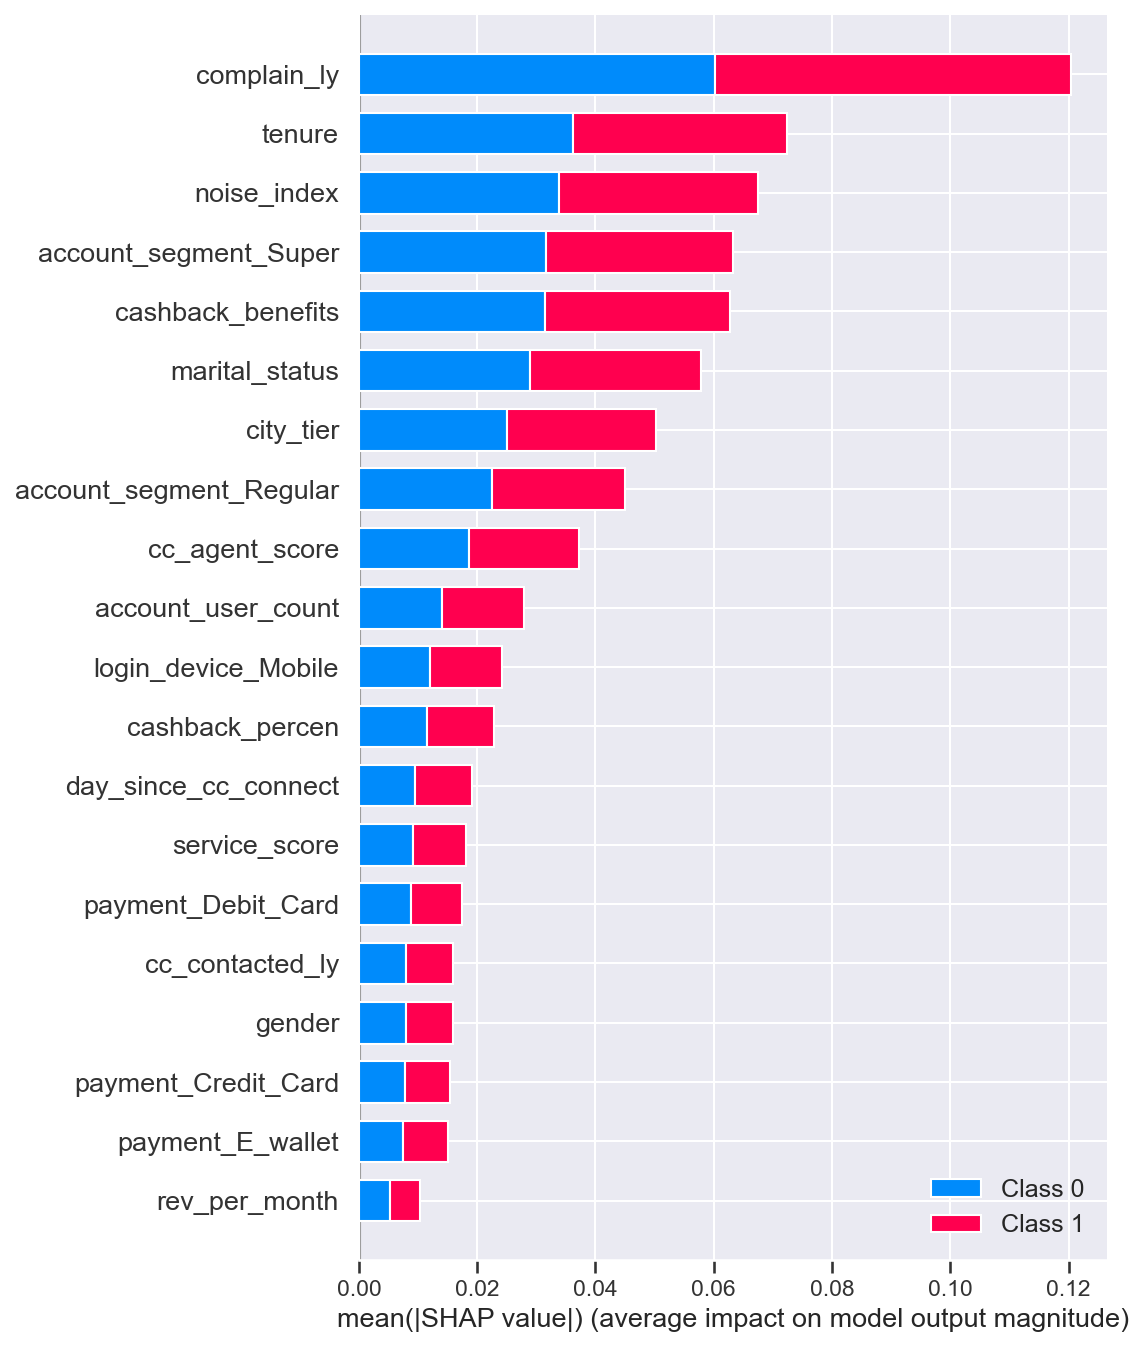 complain_ly
tenure
noise_index
account_segment_Super
cashback_benefits
marital_status
city_tier
account_segment_Regular
cc_agent_score
account_user_count
login_device_Mobile
cashback_percen
day_since_cc_connect
service_score
payment_Debit_Card
cc_contacted_ly
gender
payment_Credit_Card
payment_E_wallet
rev_per_month
Class 0
Class 1
0.00 0.02 0.04 0.06 0.08 0.10 0.12
mean(|SHAP value|) (average impact on model output magnitude)